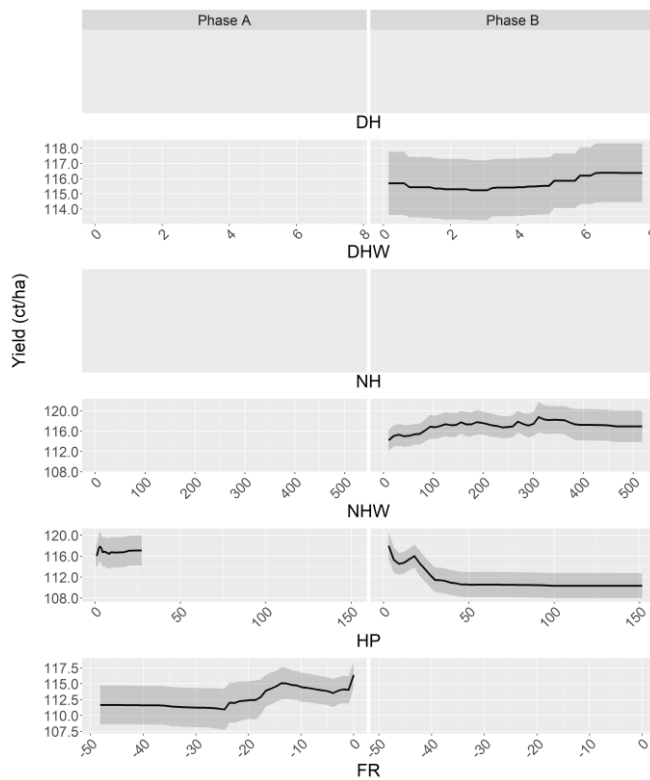 Phase A Phase B
Yield (ct/ha)
DH
118.0
117.0
116.0
115.0
114.0
0 2 4 6 8 0 2 4 6 8
DHW
NH
120.0
116.0
112.0
108.0
0 100 200 300 400 500 0 100 200 300 400 500
NHW
120.0
116.0
112.0
108.0
0 50 100 150 0 50 100 150
HP
117.5
115.0
112.5
110.0
107.5
-50 -40 -30 -20 -10 0 -50 -40 -30 -20 -10 0
FR